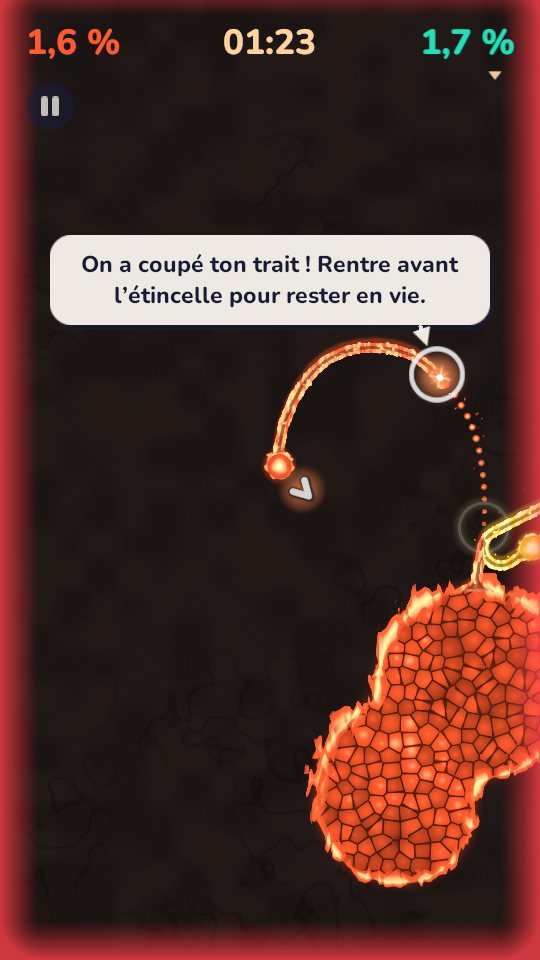 1,6 %
01:23
1,7 %
On a coupé ton trait ! Rentre avant
l’étincelle pour rester en vie.